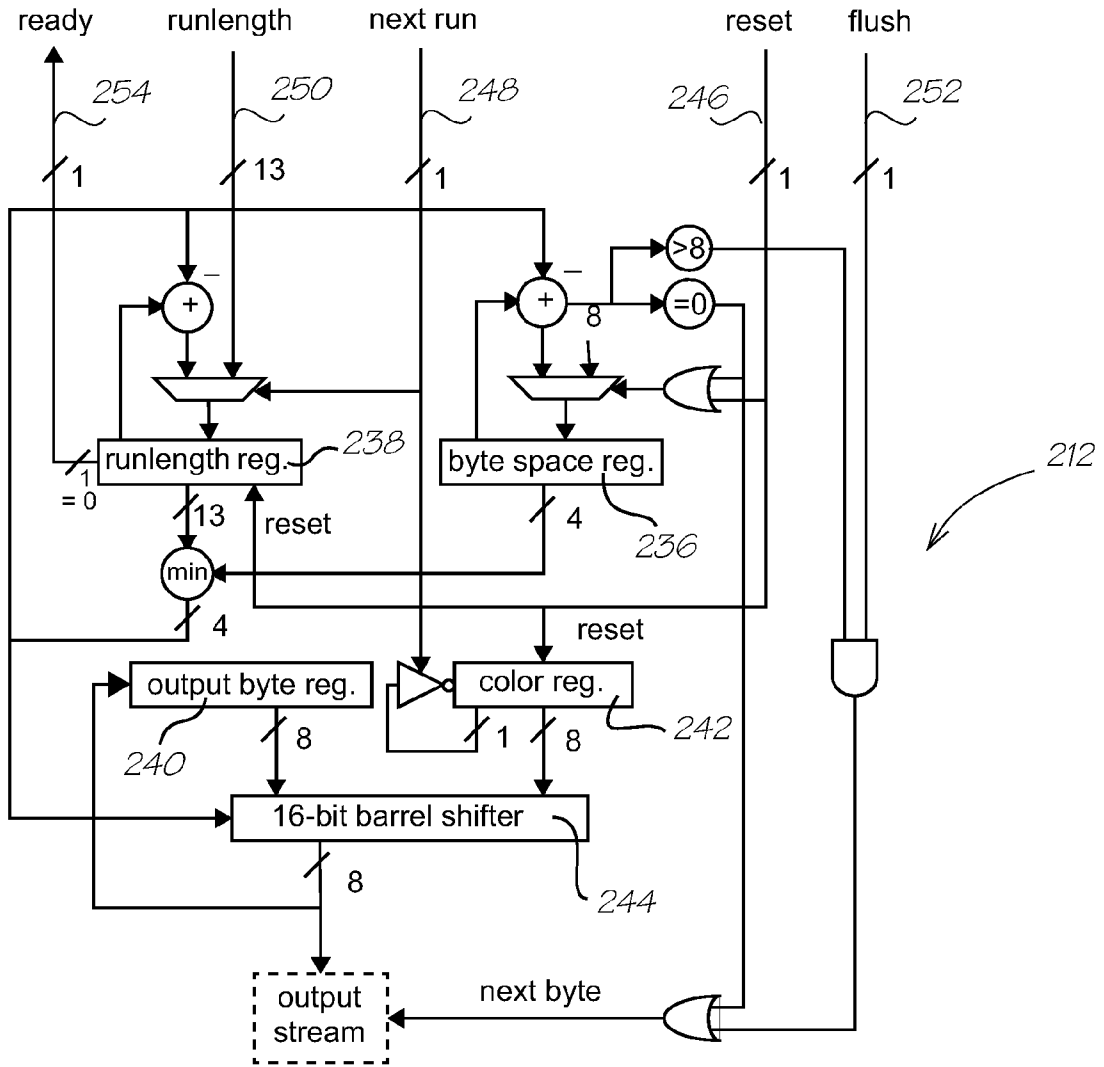 ready runlength next run reset flush
254 250 248 246 252
1 13 1 1 1
− − >8
+ + =0
8
runlength reg. 238 byte space reg. 212
1
= 0 13 reset 4 236
min
4 reset
output byte reg. color reg.
240 8 1 8 242
16-bit barrel shifter
8 244
output next byte
stream